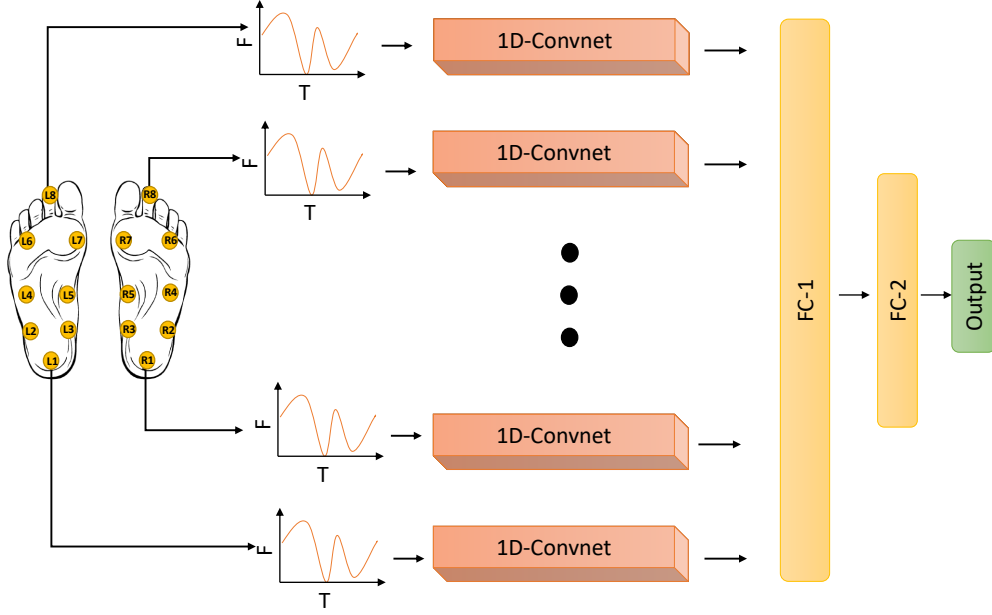 F
T
1D-Convnet
F
T
1D-Convnet
L8
R8
L6
L7
R7
R6
L4
L5
R5
R4
L2
L3
R3
R2
L1
R1
FC-1
FC-2
Output
F
T
1D-Convnet
F
T
1D-Convnet